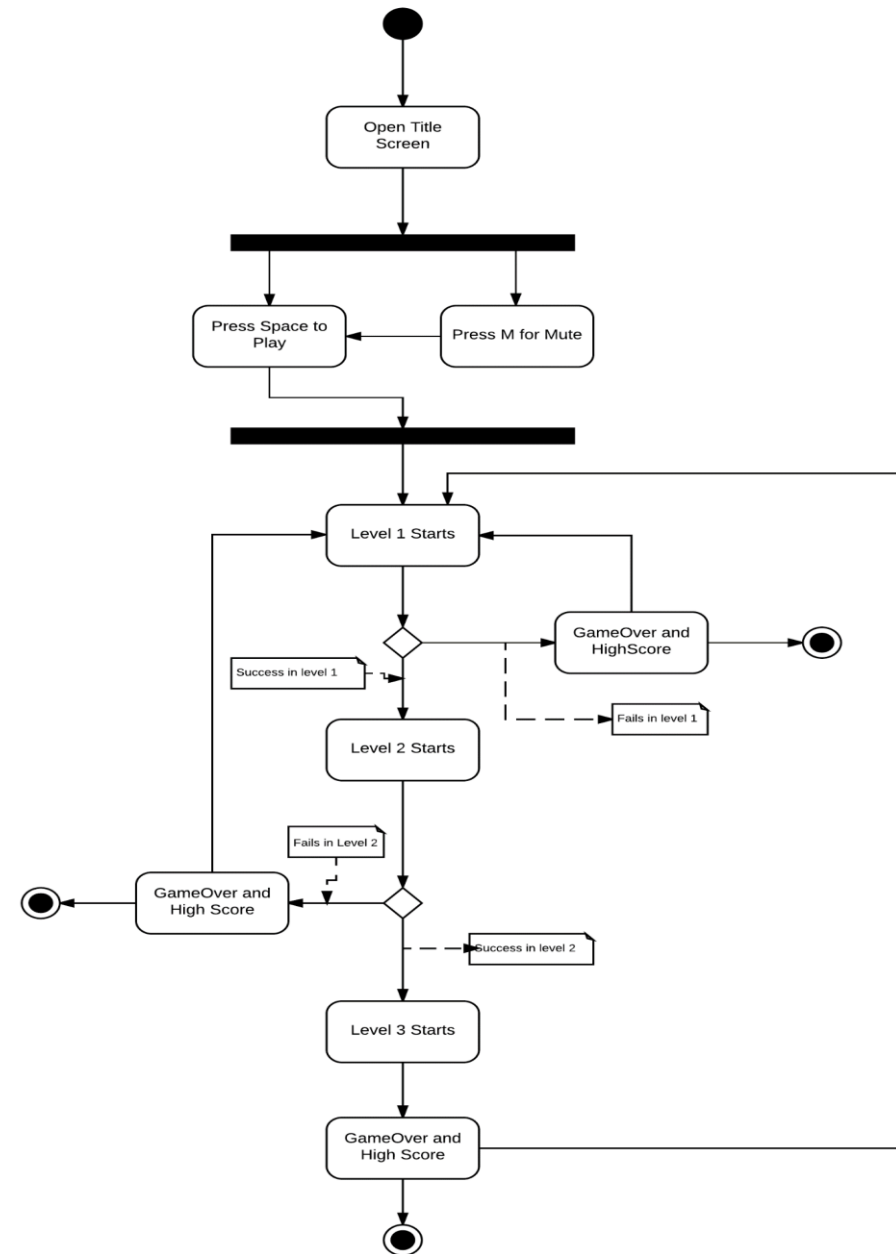 Open Title
Screen
Press Space to
Play
Press M for Mute
Level 1 Starts
GameOver and
HighScore
Success in level 1
Fails in level 1
Level 2 Starts
Fails in Level 2
GameOver and
High Score
Success in level 2
Level 3 Starts
GameOver and
High Score